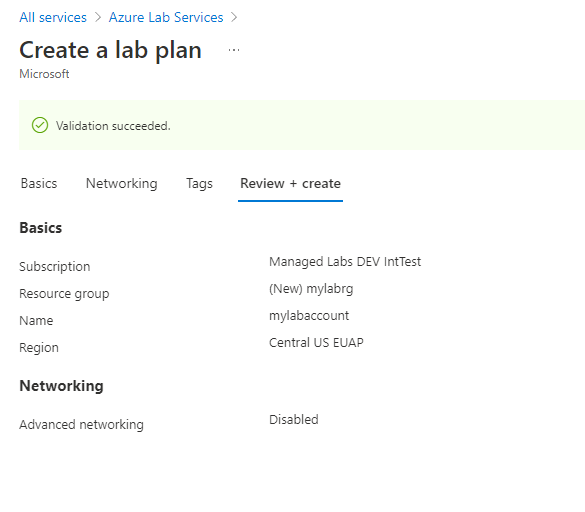 All services > Azure Lab Services >
Create a lab plan ...
Microsoft
Validation succeeded.
Basics Networking Tags Review + create
Basics
Subscription Managed Labs DEV IntTest
Resource group (New) mylabrg
Name mylabaccount
Region Central US EUAP
Networking
Advanced networking Disabled